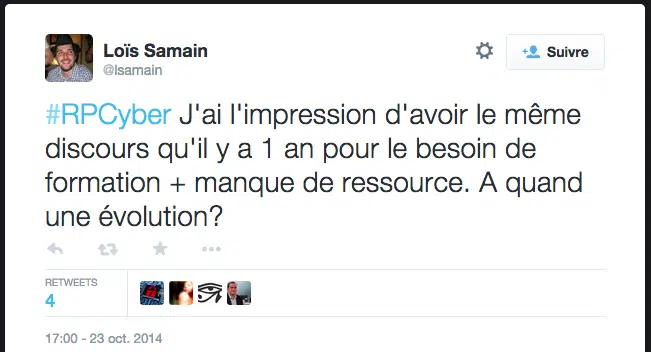 Loïs Samain
@lsamain
Suivre
#RPCyber J'ai l'impression d'avoir le même
discours qu'il y a 1 an pour le besoin de
formation + manque de ressource. A quand
une évolution?
RETWEETS
4
17:00 - 23 oct. 2014